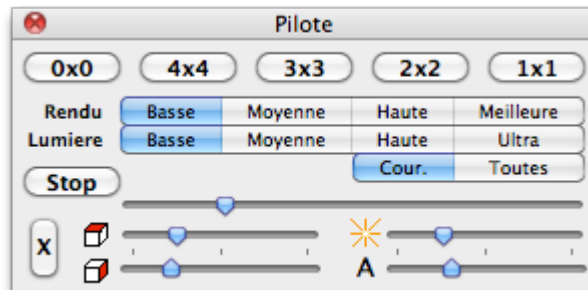 Pilote
0x0 4x4 3x3 2x2 1x1
Rendu Basse Moyenne Haute Meilleure
Lumiere Basse Moyenne Haute Ultra
Cour. Toutes
Stop
X
A